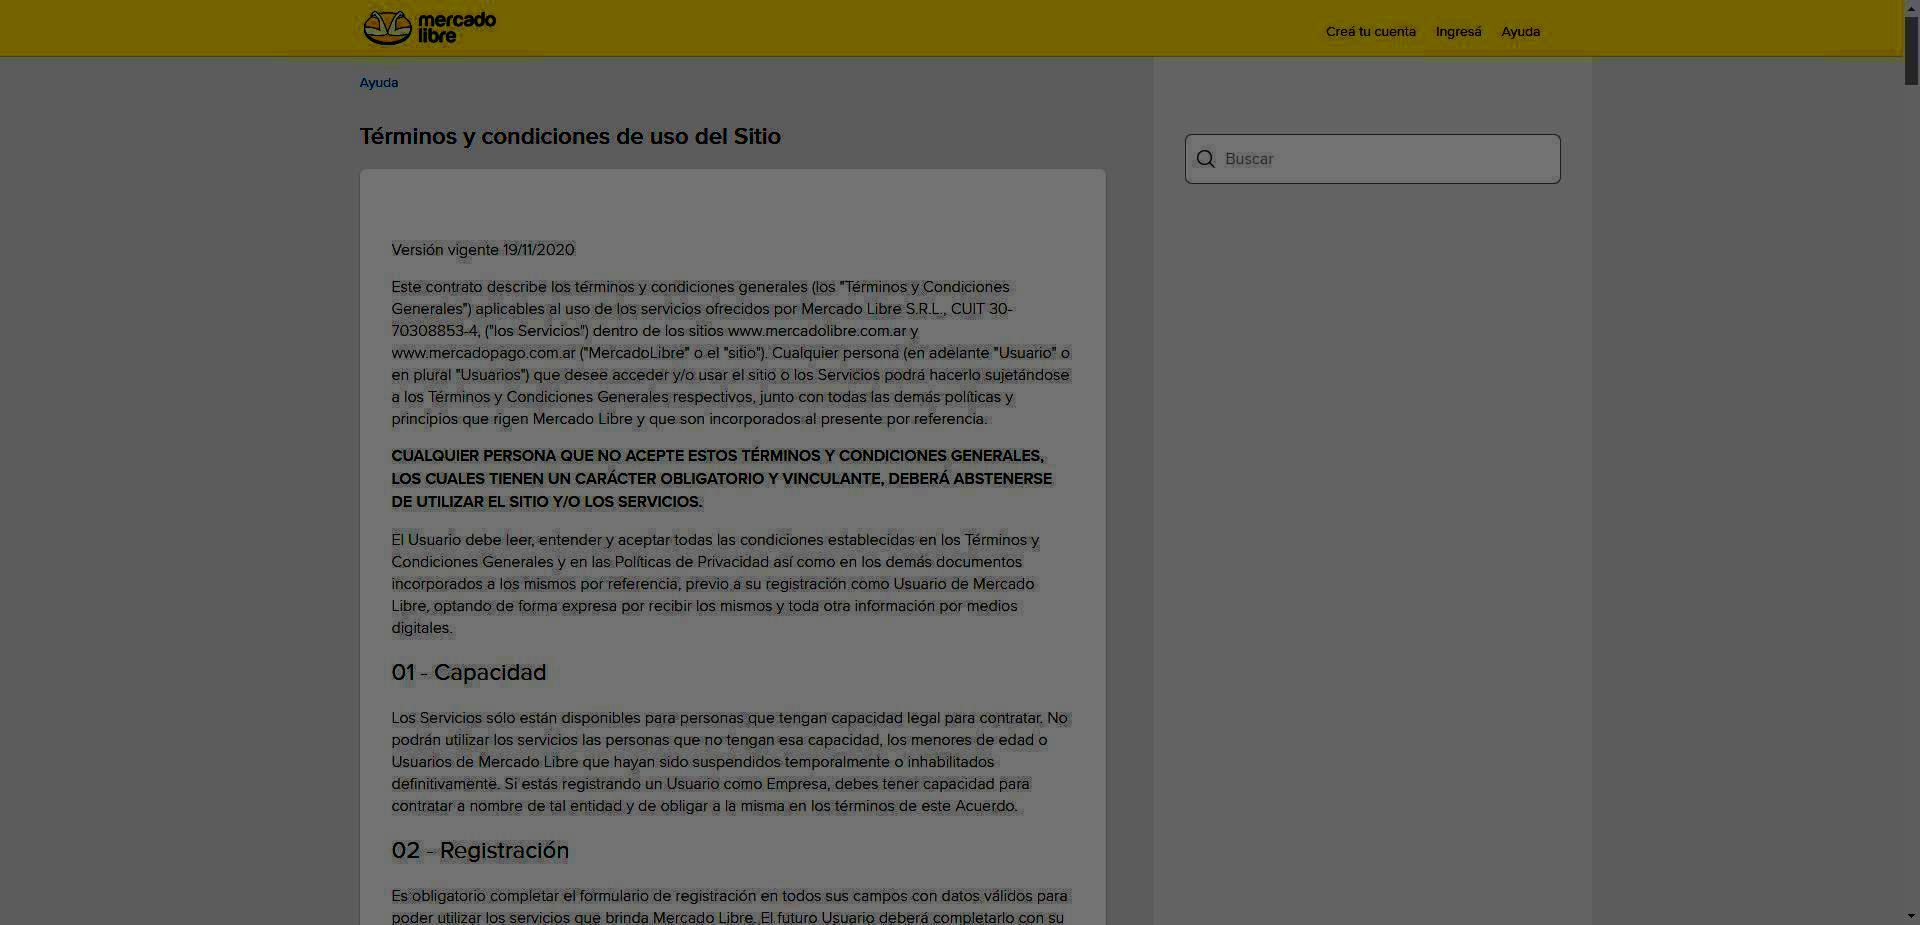 mercado
libre
Creá tu cuenta
Ingresá
Ayuda
Ayuda
Términos y condiciones de uso del Sitio
Buscar
Versión vigente 19/11/2020
Este contrato describe los términos y condiciones generales (los "Términos y Condiciones
Generales") aplicables al uso de los servicios ofrecidos por Mercado Libre S.R.L., CUIT 30-
70308853-4, ("los Servicios") dentro de los sitios www.mercadolibre.com.ar y
www.mercadopago.com.ar ("MercadoLibre" o el "sitio"). Cualquier persona (en adelante "Usuario" o
en plural "Usuarios") que desee acceder y/o usar el sitio o los Servicios podrá hacerlo sujetándose
a los Términos y Condiciones Generales respectivos, junto con todas las demás políticas y
principios que rigen Mercado Libre y que son incorporados al presente por referencia.
CUALQUIER PERSONA QUE NO ACEPTE ESTOS TÉRMINOS Y CONDICIONES GENERALES,
LOS CUALES TIENEN UN CARÁCTER OBLIGATORIO Y VINCULANTE, DEBERÁ ABSTENERSE
DE UTILIZAR EL SITIO Y/O LOS SERVICIOS.
El Usuario debe leer, entender y aceptar todas las condiciones establecidas en los Términos y
Condiciones Generales y en las Políticas de Privacidad así como en los demás documentos
incorporados a los mismos por referencia, previo a su registración como Usuario de Mercado
Libre, optando de forma expresa por recibir los mismos y toda otra información por medios
digitales.
01 - Capacidad
Los Servicios sólo están disponibles para personas que tengan capacidad legal para contratar. No
podrán utilizar los servicios las personas que no tengan esa capacidad, los menores de edad o
Usuarios de Mercado Libre que hayan sido suspendidos temporalmente o inhabilitados
definitivamente. Si estás registrando un Usuario como Empresa, debes tener capacidad para
contratar a nombre de tal entidad y de obligar a la misma en los términos de este Acuerdo.
02 - Registración
Es obligatorio completar el formulario de registración en todos sus campos con datos válidos para
poder utilizar los servicios que brinda Mercado Libre. El futuro Usuario deberá completarlo con su